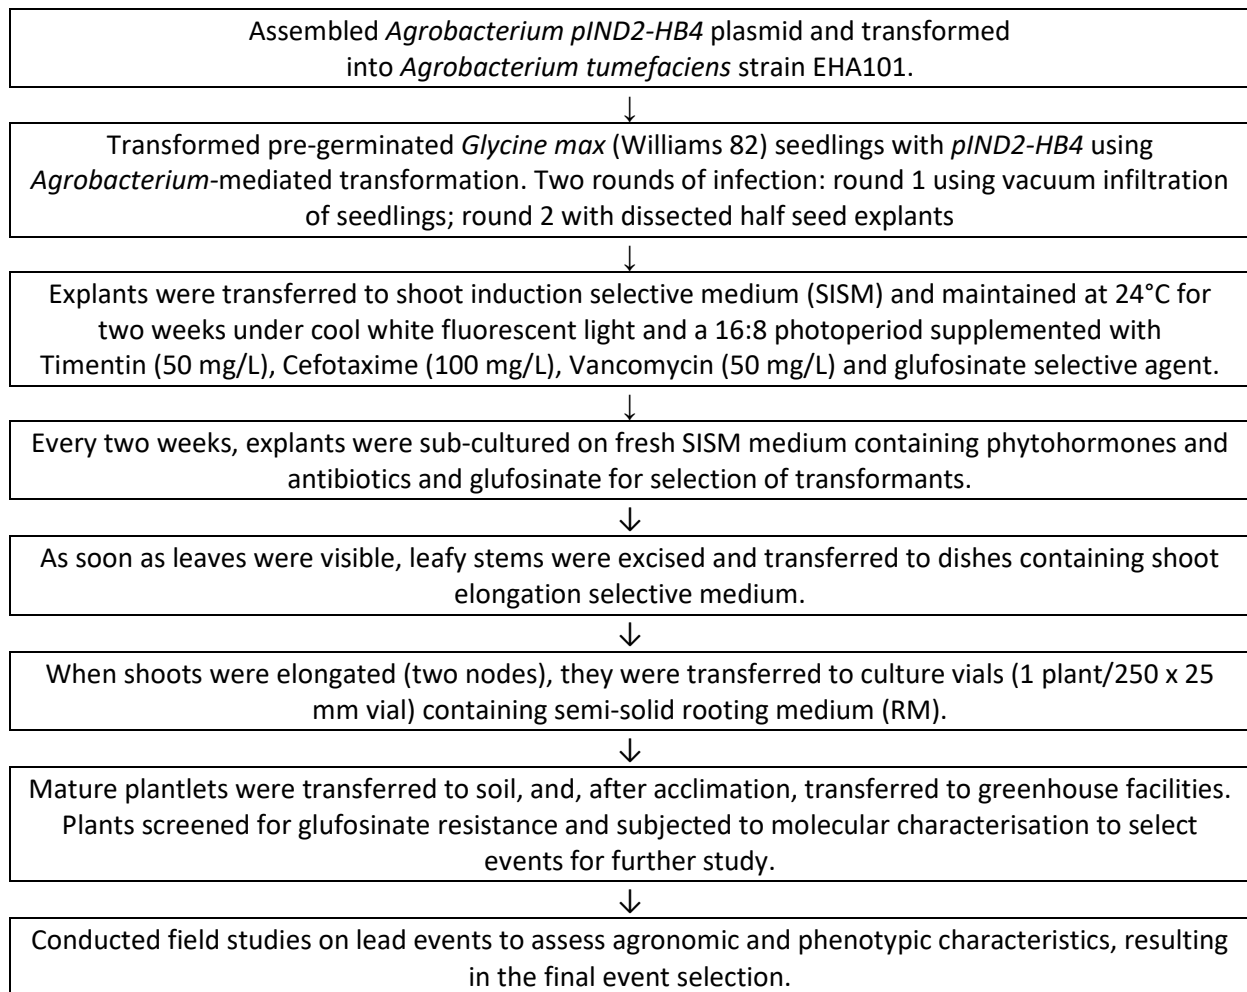 Assembled Agrobacterium pIND2-HB4 plasmid and transformed
into Agrobacterium tumefaciens strain EHA101.
↓
Transformed pre-germinated Glycine max (Williams 82) seedlings with pIND2-HB4 using
Agrobacterium-mediated transformation. Two rounds of infection: round 1 using vacuum infiltration
of seedlings; round 2 with dissected half seed explants
↓
Explants were transferred to shoot induction selective medium (SISM) and maintained at 24°C for
two weeks under cool white fluorescent light and a 16:8 photoperiod supplemented with
Timentin (50 mg/L), Cefotaxime (100 mg/L), Vancomycin (50 mg/L) and glufosinate selective agent.
↓
Every two weeks, explants were sub-cultured on fresh SISM medium containing phytohormones and
antibiotics and glufosinate for selection of transformants.
↓
As soon as leaves were visible, leafy stems were excised and transferred to dishes containing shoot
elongation selective medium.
↓
When shoots were elongated (two nodes), they were transferred to culture vials (1 plant/250 x 25
mm vial) containing semi-solid rooting medium (RM).
↓
Mature plantlets were transferred to soil, and, after acclimation, transferred to greenhouse facilities.
Plants screened for glufosinate resistance and subjected to molecular characterisation to select
events for further study.
↓
Conducted field studies on lead events to assess agronomic and phenotypic characteristics, resulting
in the final event selection.